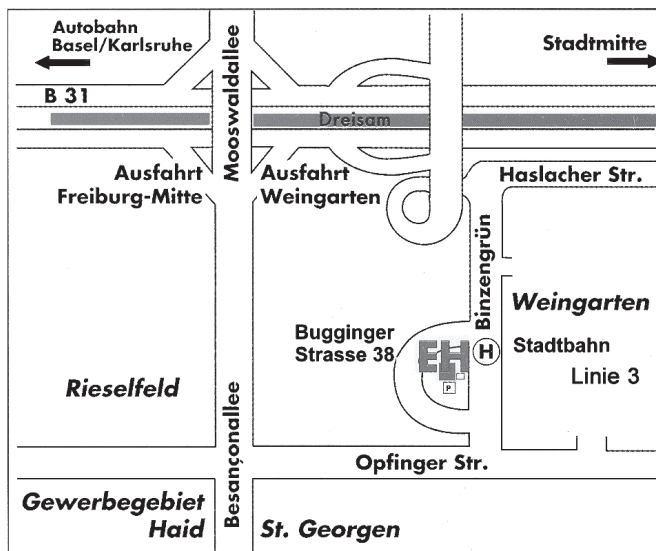 Autobahn
Basel/Karlsruhe
Stadtmitte
B 31
Mooswaldallee
Dreisam
Ausfahrt
Freiburg-Mitte
Ausfahrt
Weingarten
Haslacher Str.
Binzengrün
Weingarten
Bugginger
Strasse 38
EH
P
H
Stadtbahn
Linie 3
Rieselfeld
Besançonallee
Opfinger Str.
Gewerbegebiet
Haid
St. Georgen